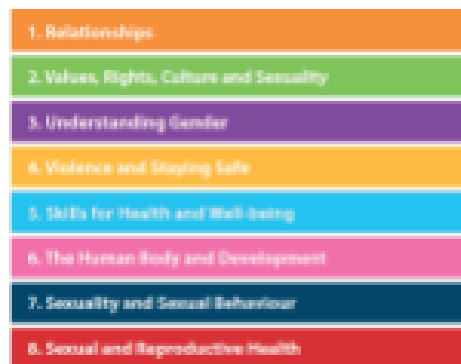 1. Relationships
2. Values, Rights, Culture and Sexuality
3. Understanding Gender
4. Violence and Staying Safe
5. Skills for Health and Well-being
6. The Human Body and Development
7. Sexuality and Sexual Behaviour
8. Sexual and Reproductive Health